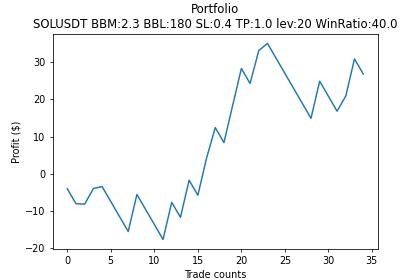 Portfolio
SOLUSDT BBM:2.3 BBL:180 SL:0.4 TP:1.0 lev:20 WinRatio:40.0
30
20
10
0
−10
−20
Profit ($)
0 5 10 15 20 25 30 35
Trade counts